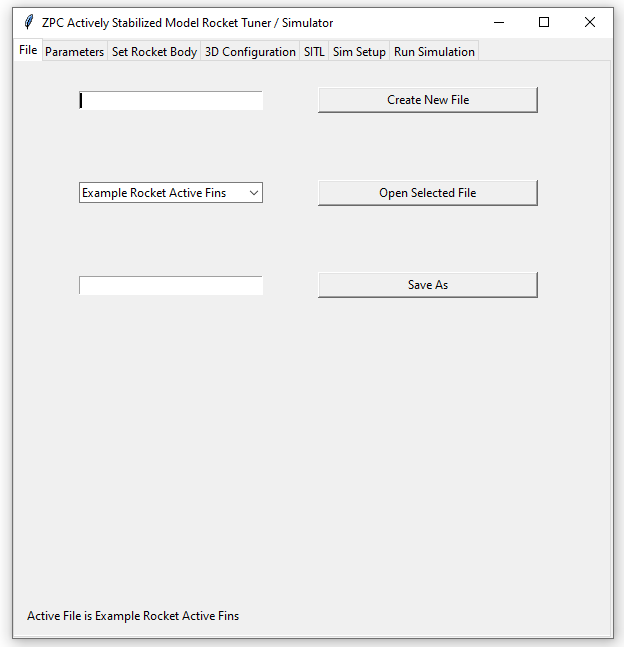 ZPC Actively Stabilized Model Rocket Tuner / Simulator
File Parameters Set Rocket Body 3D Configuration SITL Sim Setup Run Simulation
Create New File
Example Rocket Active Fins Open Selected File
Save As
Active File is Example Rocket Active Fins